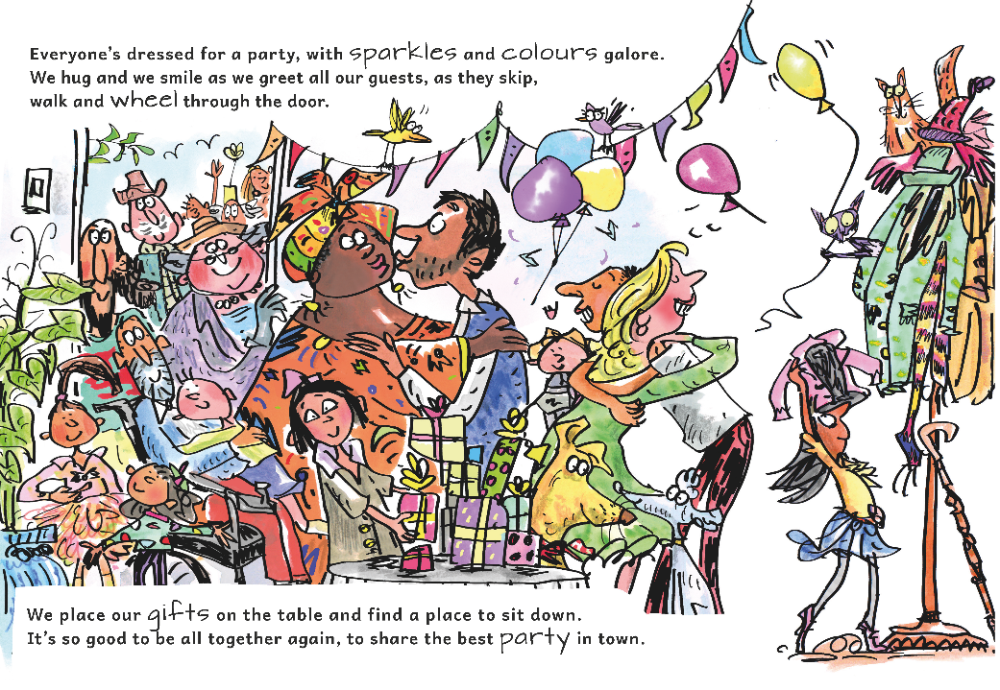 Everyone's dressed for a party, with sparkles and colours galore.
We hug and we smile as we greet all our guests, as they skip,
walk and wheel through the door.
We place our gifts on the table and find a place to sit down.
It's so good to be all together again, to share the best party in town.